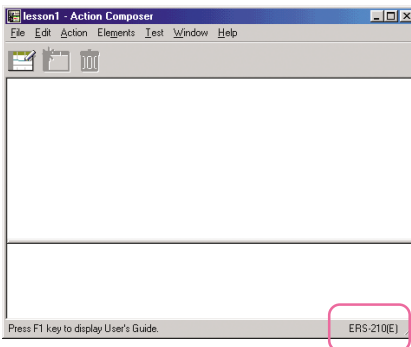 lesson1 - Action Composer
File Edit Action Elements Test Window Help
Press F1 key to display User's Guide. ERS-210(E)